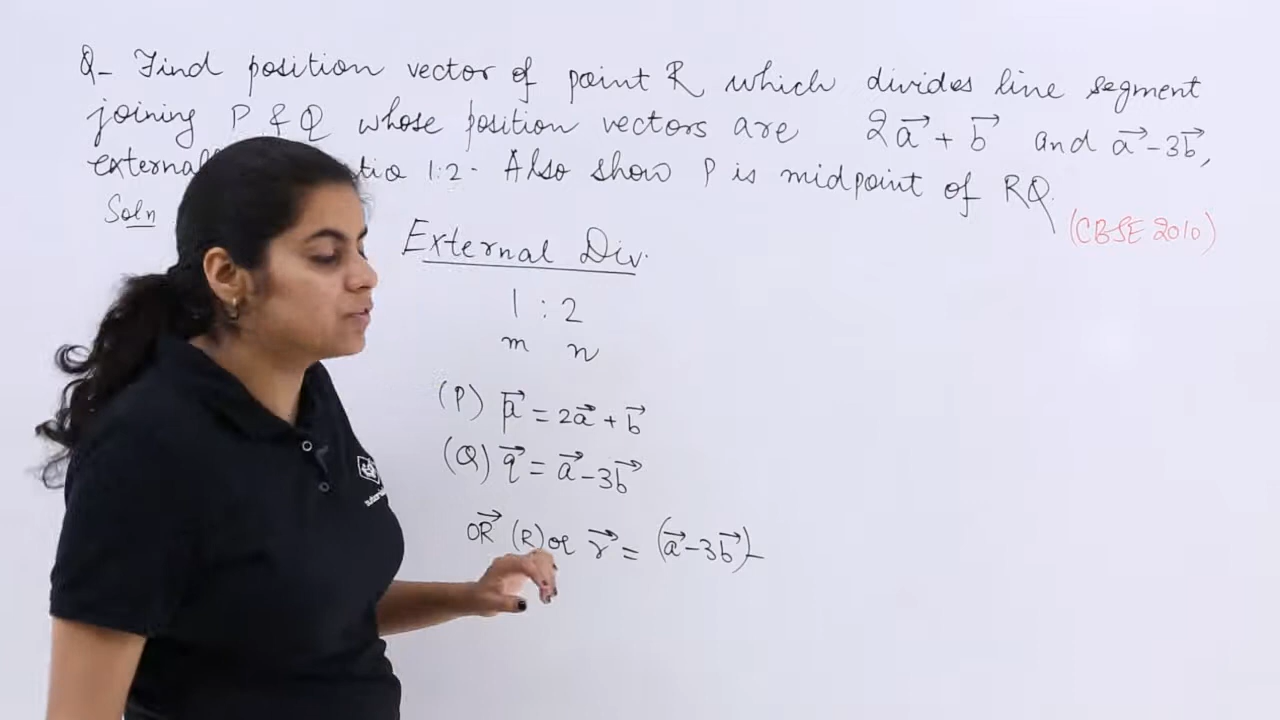 Q- Find position vector of point R which divides line segment
joining P & Q whose position vectors are 2a⃗ + b⃗ and a⃗ - 3b⃗,
external tio 1:2. Also show P is midpoint of RQ.
Soln
(CBSE 2010)
External Div.
1 : 2
m n
(P) = 2a⃗ + b⃗
(Q) q⃗ = a⃗ - 3b⃗
OR⃗ (R) or r⃗ = (a⃗ - 3b⃗) -